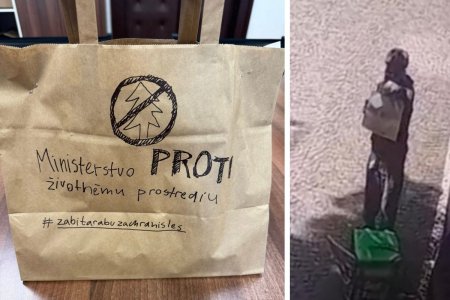 Ministerstvo PROTI
životnému prostrediu
#zabitarabuzachranisles